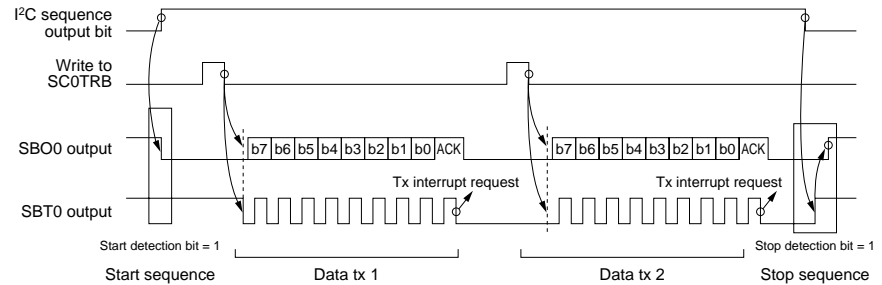 I²C sequence
output bit
Write to
SC0TRB
SBO0 output
b7 b6 b5 b4 b3 b2 b1 b0 ACK
b7 b6 b5 b4 b3 b2 b1 b0 ACK
Tx interrupt request
Tx interrupt request
SBT0 output
Start detection bit = 1
Stop detection bit = 1
Start sequence
Data tx 1
Data tx 2
Stop sequence